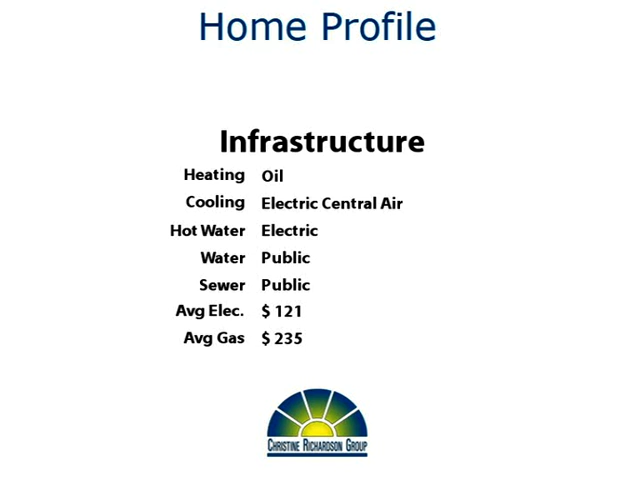 Home Profile
Infrastructure
Heating Oil
Cooling Electric Central Air
Hot Water Electric
Water Public
Sewer Public
Avg Elec. $ 121
Avg Gas $ 235
CHRISTINE RICHARDSON GROUP